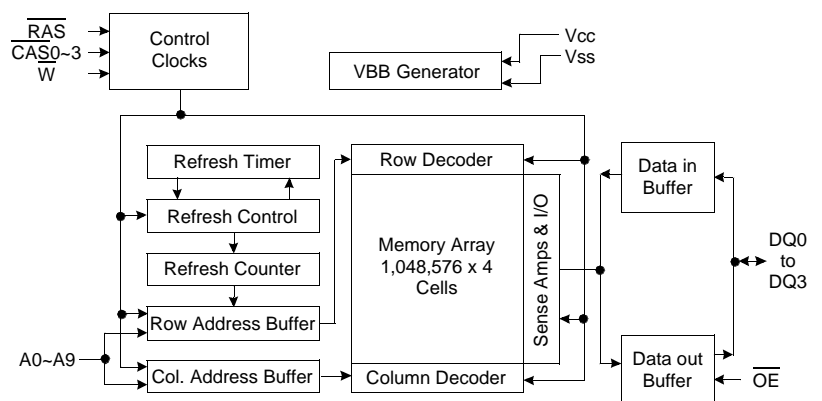 RAS
CAS0~3
W
Control
Clocks
VBB Generator
Vcc
Vss
Refresh Timer
Refresh Control
Refresh Counter
Row Address Buffer
Col. Address Buffer
A0~A9
Row Decoder
Memory Array
1,048,576 x 4
Cells
Column Decoder
Sense Amps & I/O
Data in
Buffer
DQ0
to
DQ3
Data out
Buffer
OE